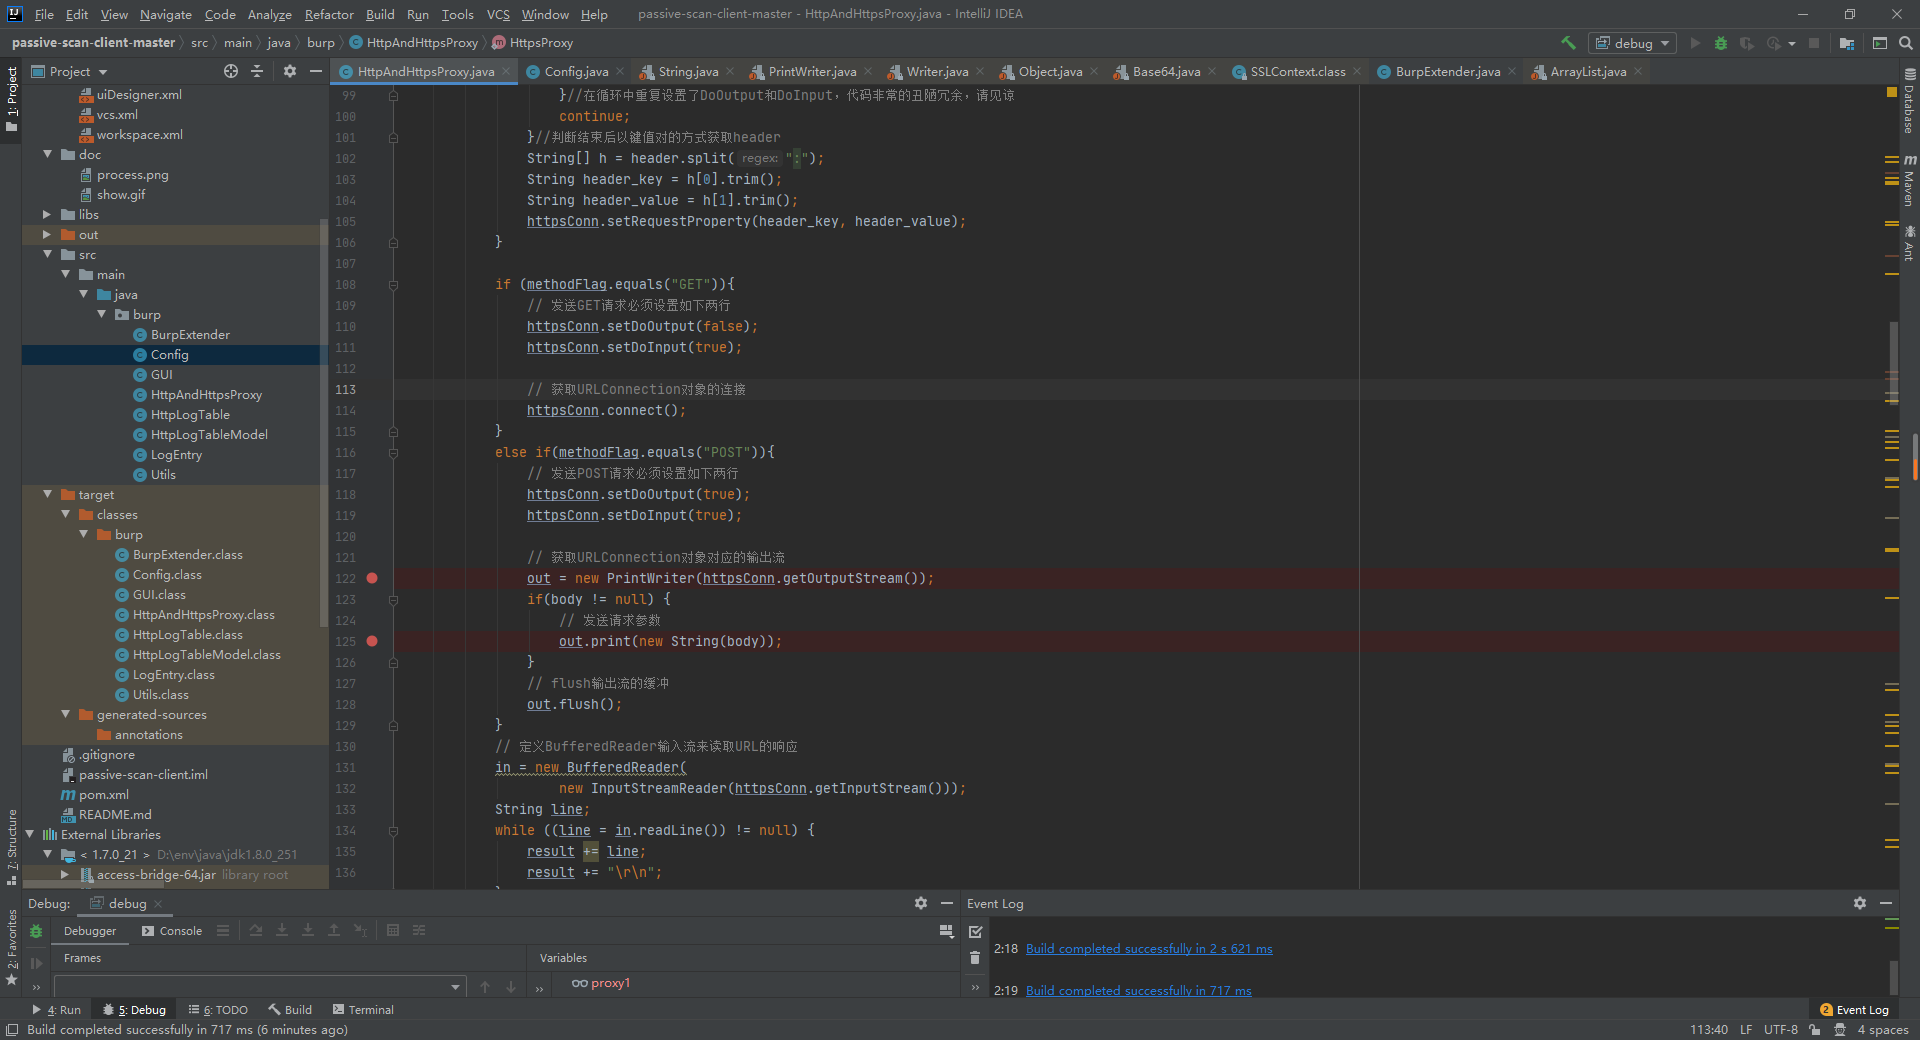 File Edit View Navigate Code Analyze Refactor Build Run Tools VCS Window Help passive-scan-client-master - HttpAndHttpsProxy.java - IntelliJ IDEA
passive-scan-client-master src main java burp HttpAndHttpsProxy HttpsProxy debug
Project
HttpAndHttpsProxy.java Config.java String.java PrintWriter.java Writer.java Object.java Base64.java SSLContext.class BurpExtender.java ArrayList.java
1: Project
7: Structure
2: Favorites
uiDesigner.xml
vcs.xml
workspace.xml
doc
process.png
show.gif
libs
out
src
main
java
burp
BurpExtender
Config
GUI
HttpAndHttpsProxy
HttpLogTable
HttpLogTableModel
LogEntry
Utils
target
classes
burp
BurpExtender.class
Config.class
GUI.class
HttpAndHttpsProxy.class
HttpLogTable.class
HttpLogTableModel.class
LogEntry.class
Utils.class
generated-sources
annotations
.gitignore
passive-scan-client.iml
pom.xml
README.md
External Libraries
< 1.7.0_21 > D:\env\java\jdk1.8.0_251
access-bridge-64.jar library root
99 }//在循环中重复设置了DoOutput和DoInput，代码非常的丑陋冗余，请见谅
100 continue;
101 }//判断结束后以键值对的方式获取header
102 String[] h = header.split( regex: ":");
103 String header_key = h[0].trim();
104 String header_value = h[1].trim();
105 httpsConn.setRequestProperty(header_key, header_value);
106 }
107
108 if (methodFlag.equals("GET")){
109 // 发送GET请求必须设置如下两行
110 httpsConn.setDoOutput(false);
111 httpsConn.setDoInput(true);
112
113 // 获取URLConnection对象的连接
114 httpsConn.connect();
115 }
116 else if(methodFlag.equals("POST")){
117 // 发送POST请求必须设置如下两行
118 httpsConn.setDoOutput(true);
119 httpsConn.setDoInput(true);
120
121 // 获取URLConnection对象对应的输出流
122 out = new PrintWriter(httpsConn.getOutputStream());
123 if(body != null) {
124 // 发送请求参数
125 out.print(new String(body));
126 }
127 // flush输出流的缓冲
128 out.flush();
129 }
130 // 定义BufferedReader输入流来读取URL的响应
131 in = new BufferedReader(
132 new InputStreamReader(httpsConn.getInputStream()));
133 String line;
134 while ((line = in.readLine()) != null) {
135 result += line;
136 result += "\r\n";
Database
Maven
Ant
Debug: debug
Debugger Console
Frames Variables
proxy1
Event Log
2:18 Build completed successfully in 2 s 621 ms
2:19 Build completed successfully in 717 ms
4: Run 5: Debug 6: TODO Build Terminal 2 Event Log
Build completed successfully in 717 ms (6 minutes ago) 113:40 LF UTF-8 4 spaces